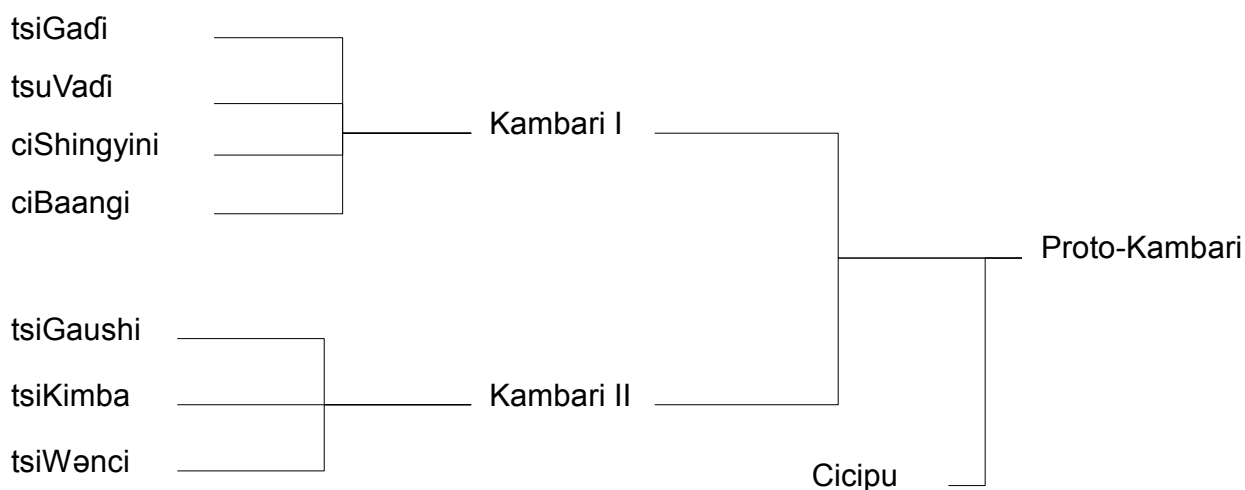 tsiGaɗi
tsuVaɗi
ciShingyini
ciBaangi
Kambari I
Proto-Kambari
tsiGaushi
tsiKimba
tsiWənci
Kambari II
Cicipu